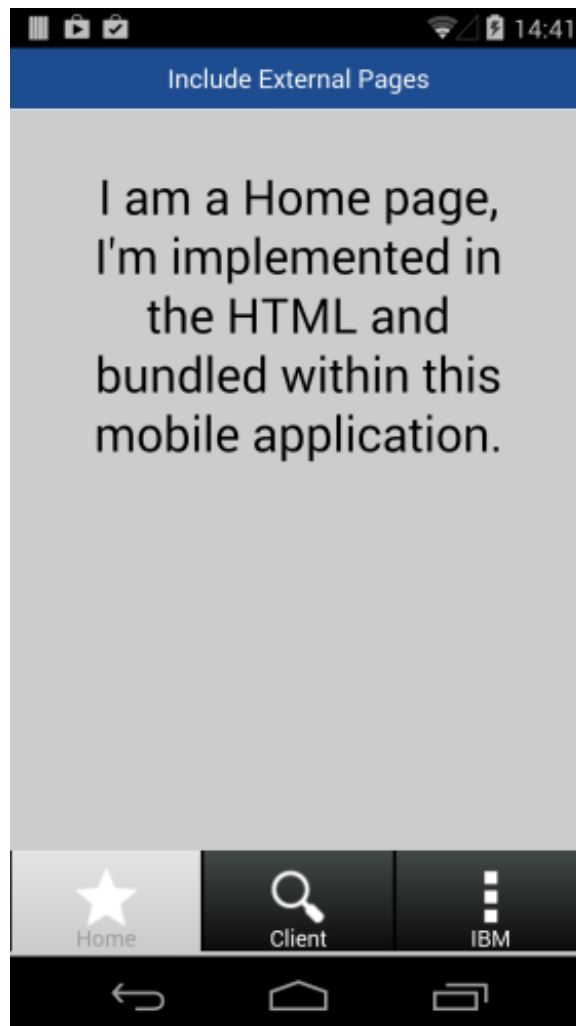 14:41
Include External Pages
I am a Home page,
I'm implemented in
the HTML and
bundled within this
mobile application.
Home
Client
IBM